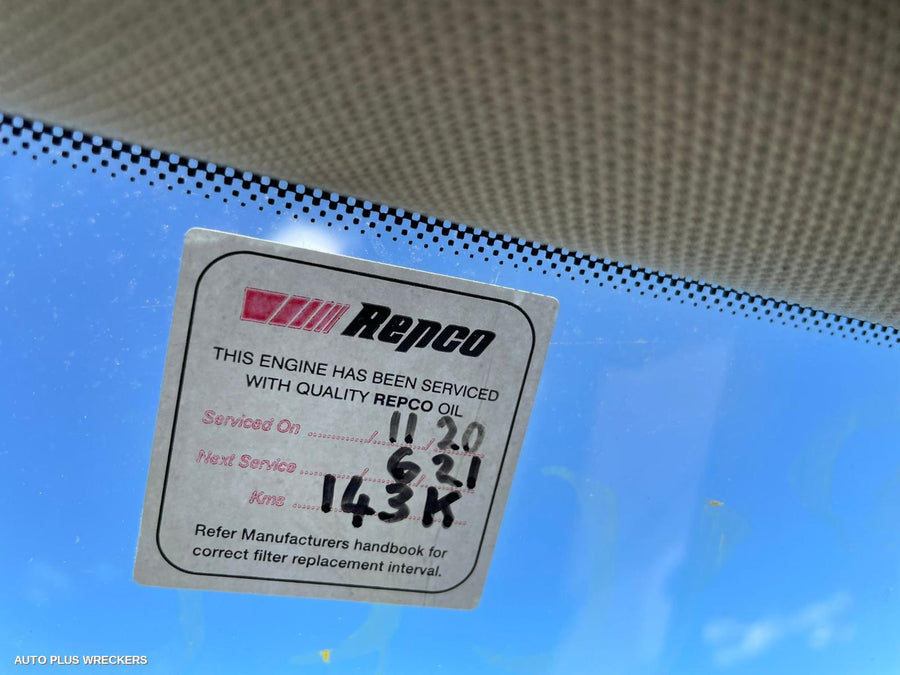 Repco
THIS ENGINE HAS BEEN SERVICED
WITH QUALITY REPCO OIL
Serviced On ........../ 11 / 20
Next Service ........../ 6 / 21
Kms .......... 143K
Refer Manufacturers handbook for
correct filter replacement interval.
AUTO PLUS WRECKERS